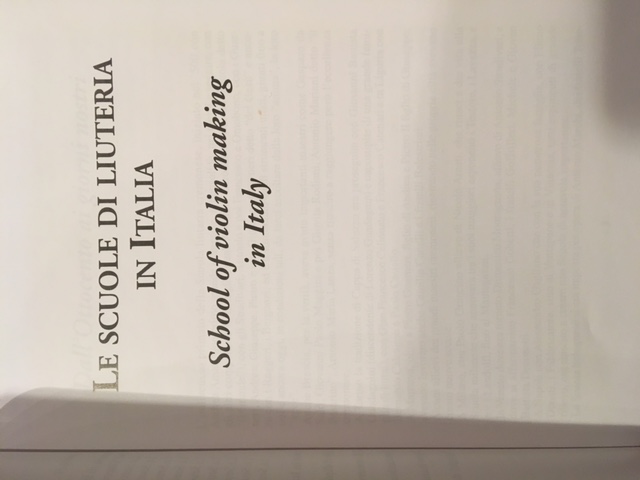 LE SCUOLE DI LIUTERIA
IN ITALIA
School of violin making
in Italy